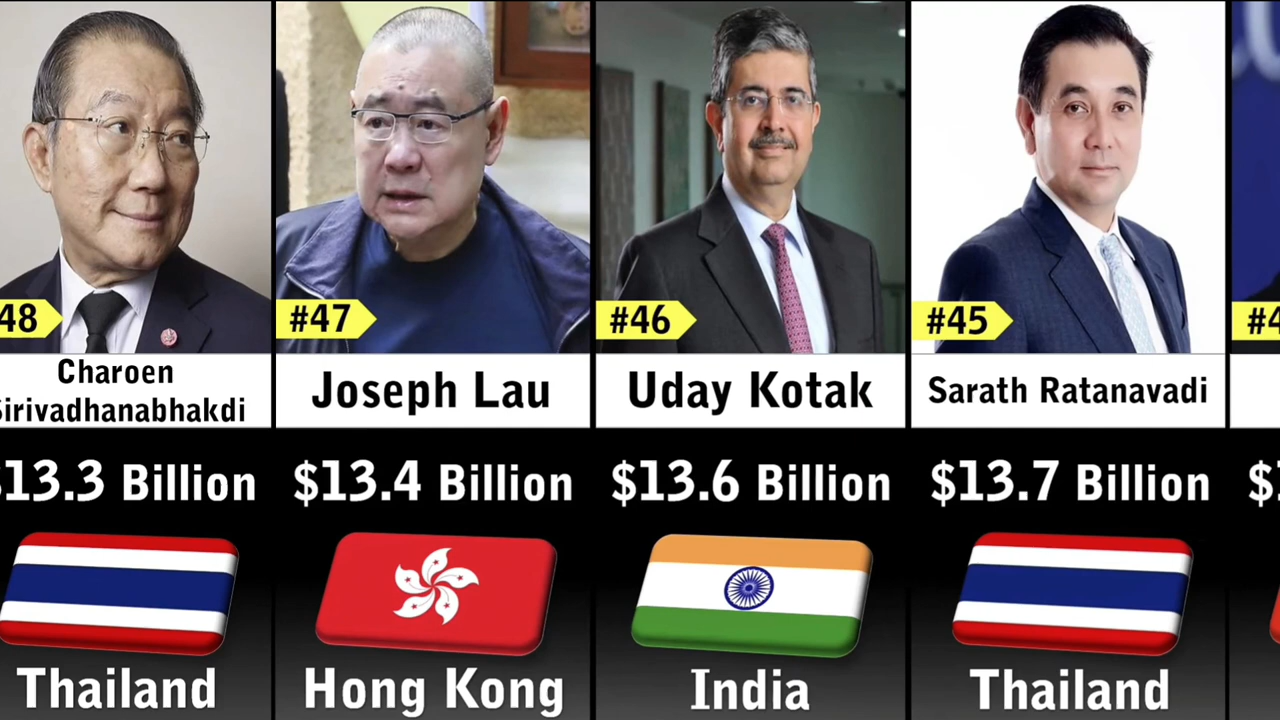 48
#47
#46
#45
#4
Charoen
Sirivadhanabhakdi
Joseph Lau
Uday Kotak
Sarath Ratanavadi
$13.3 Billion
$13.4 Billion
$13.6 Billion
$13.7 Billion
$
Thailand
Hong Kong
India
Thailand